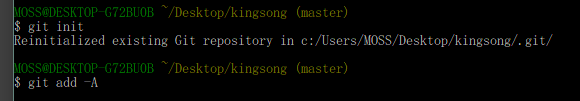 MOSS@DESKTOP-G72BUOB ~/Desktop/kingsong (master)
$ git init
Reinitialized existing Git repository in c:/Users/MOSS/Desktop/kingsong/.git/
MOSS@DESKTOP-G72BUOB ~/Desktop/kingsong (master)
$ git add -A